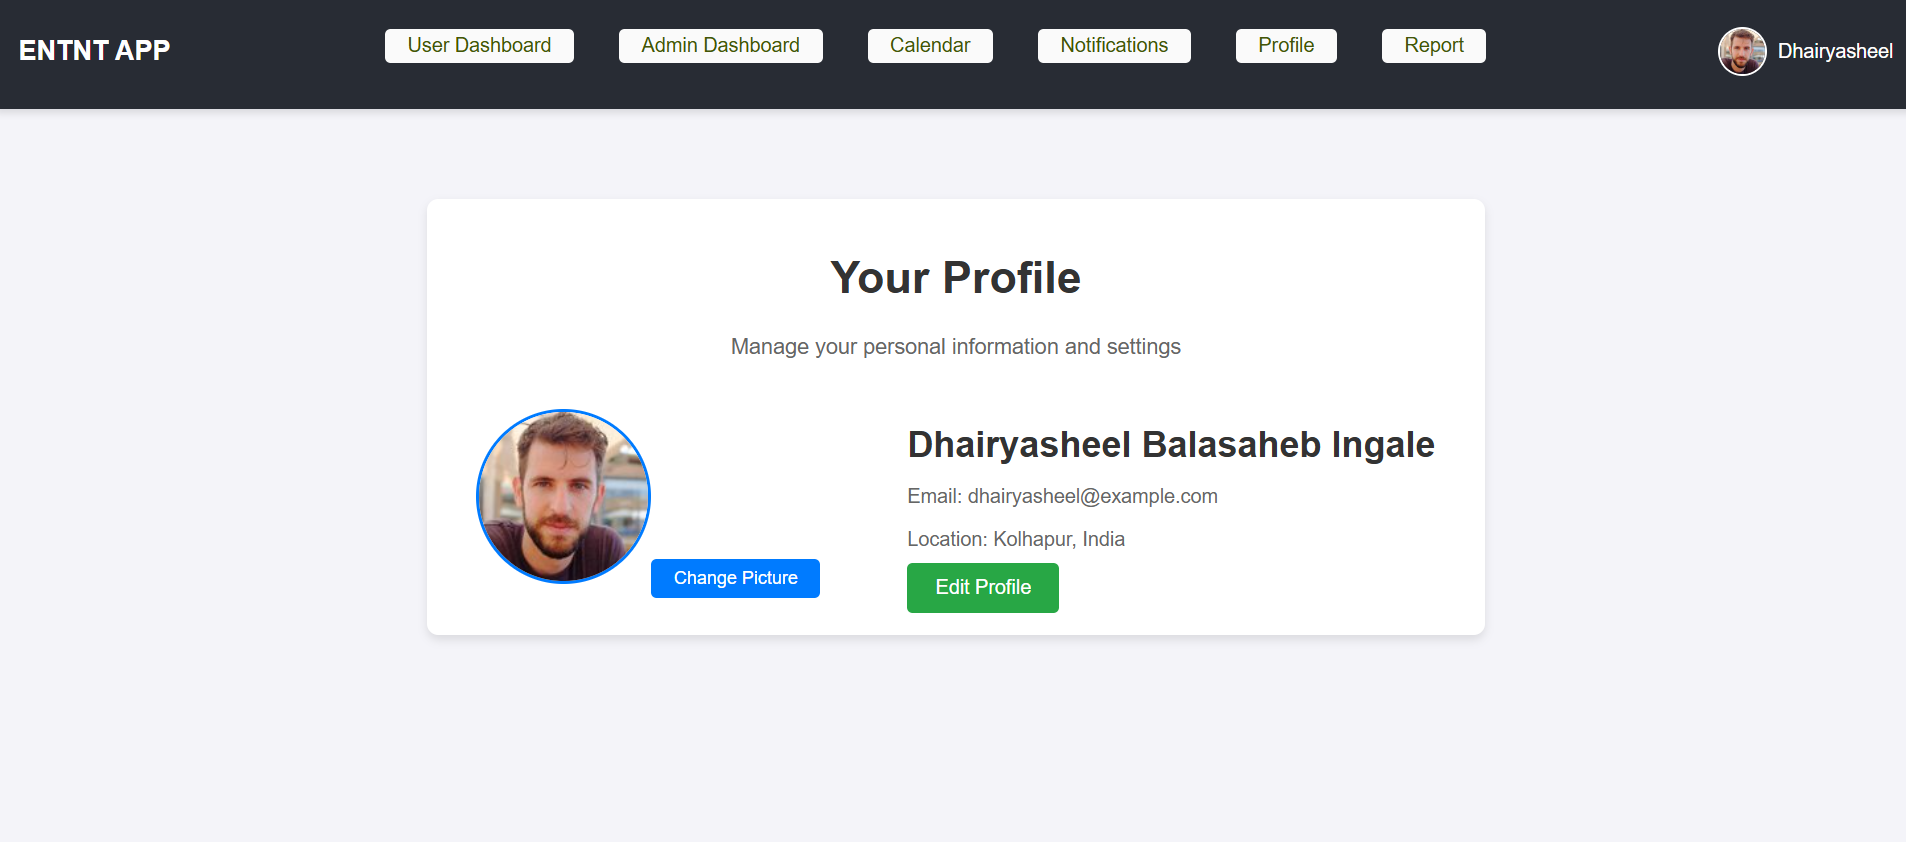 ENTNT APP
User Dashboard
Admin Dashboard
Calendar
Notifications
Profile
Report
Dhairyasheel
Your Profile
Manage your personal information and settings
Change Picture
Dhairyasheel Balasaheb Ingale
Email: dhairyasheel@example.com
Location: Kolhapur, India
Edit Profile